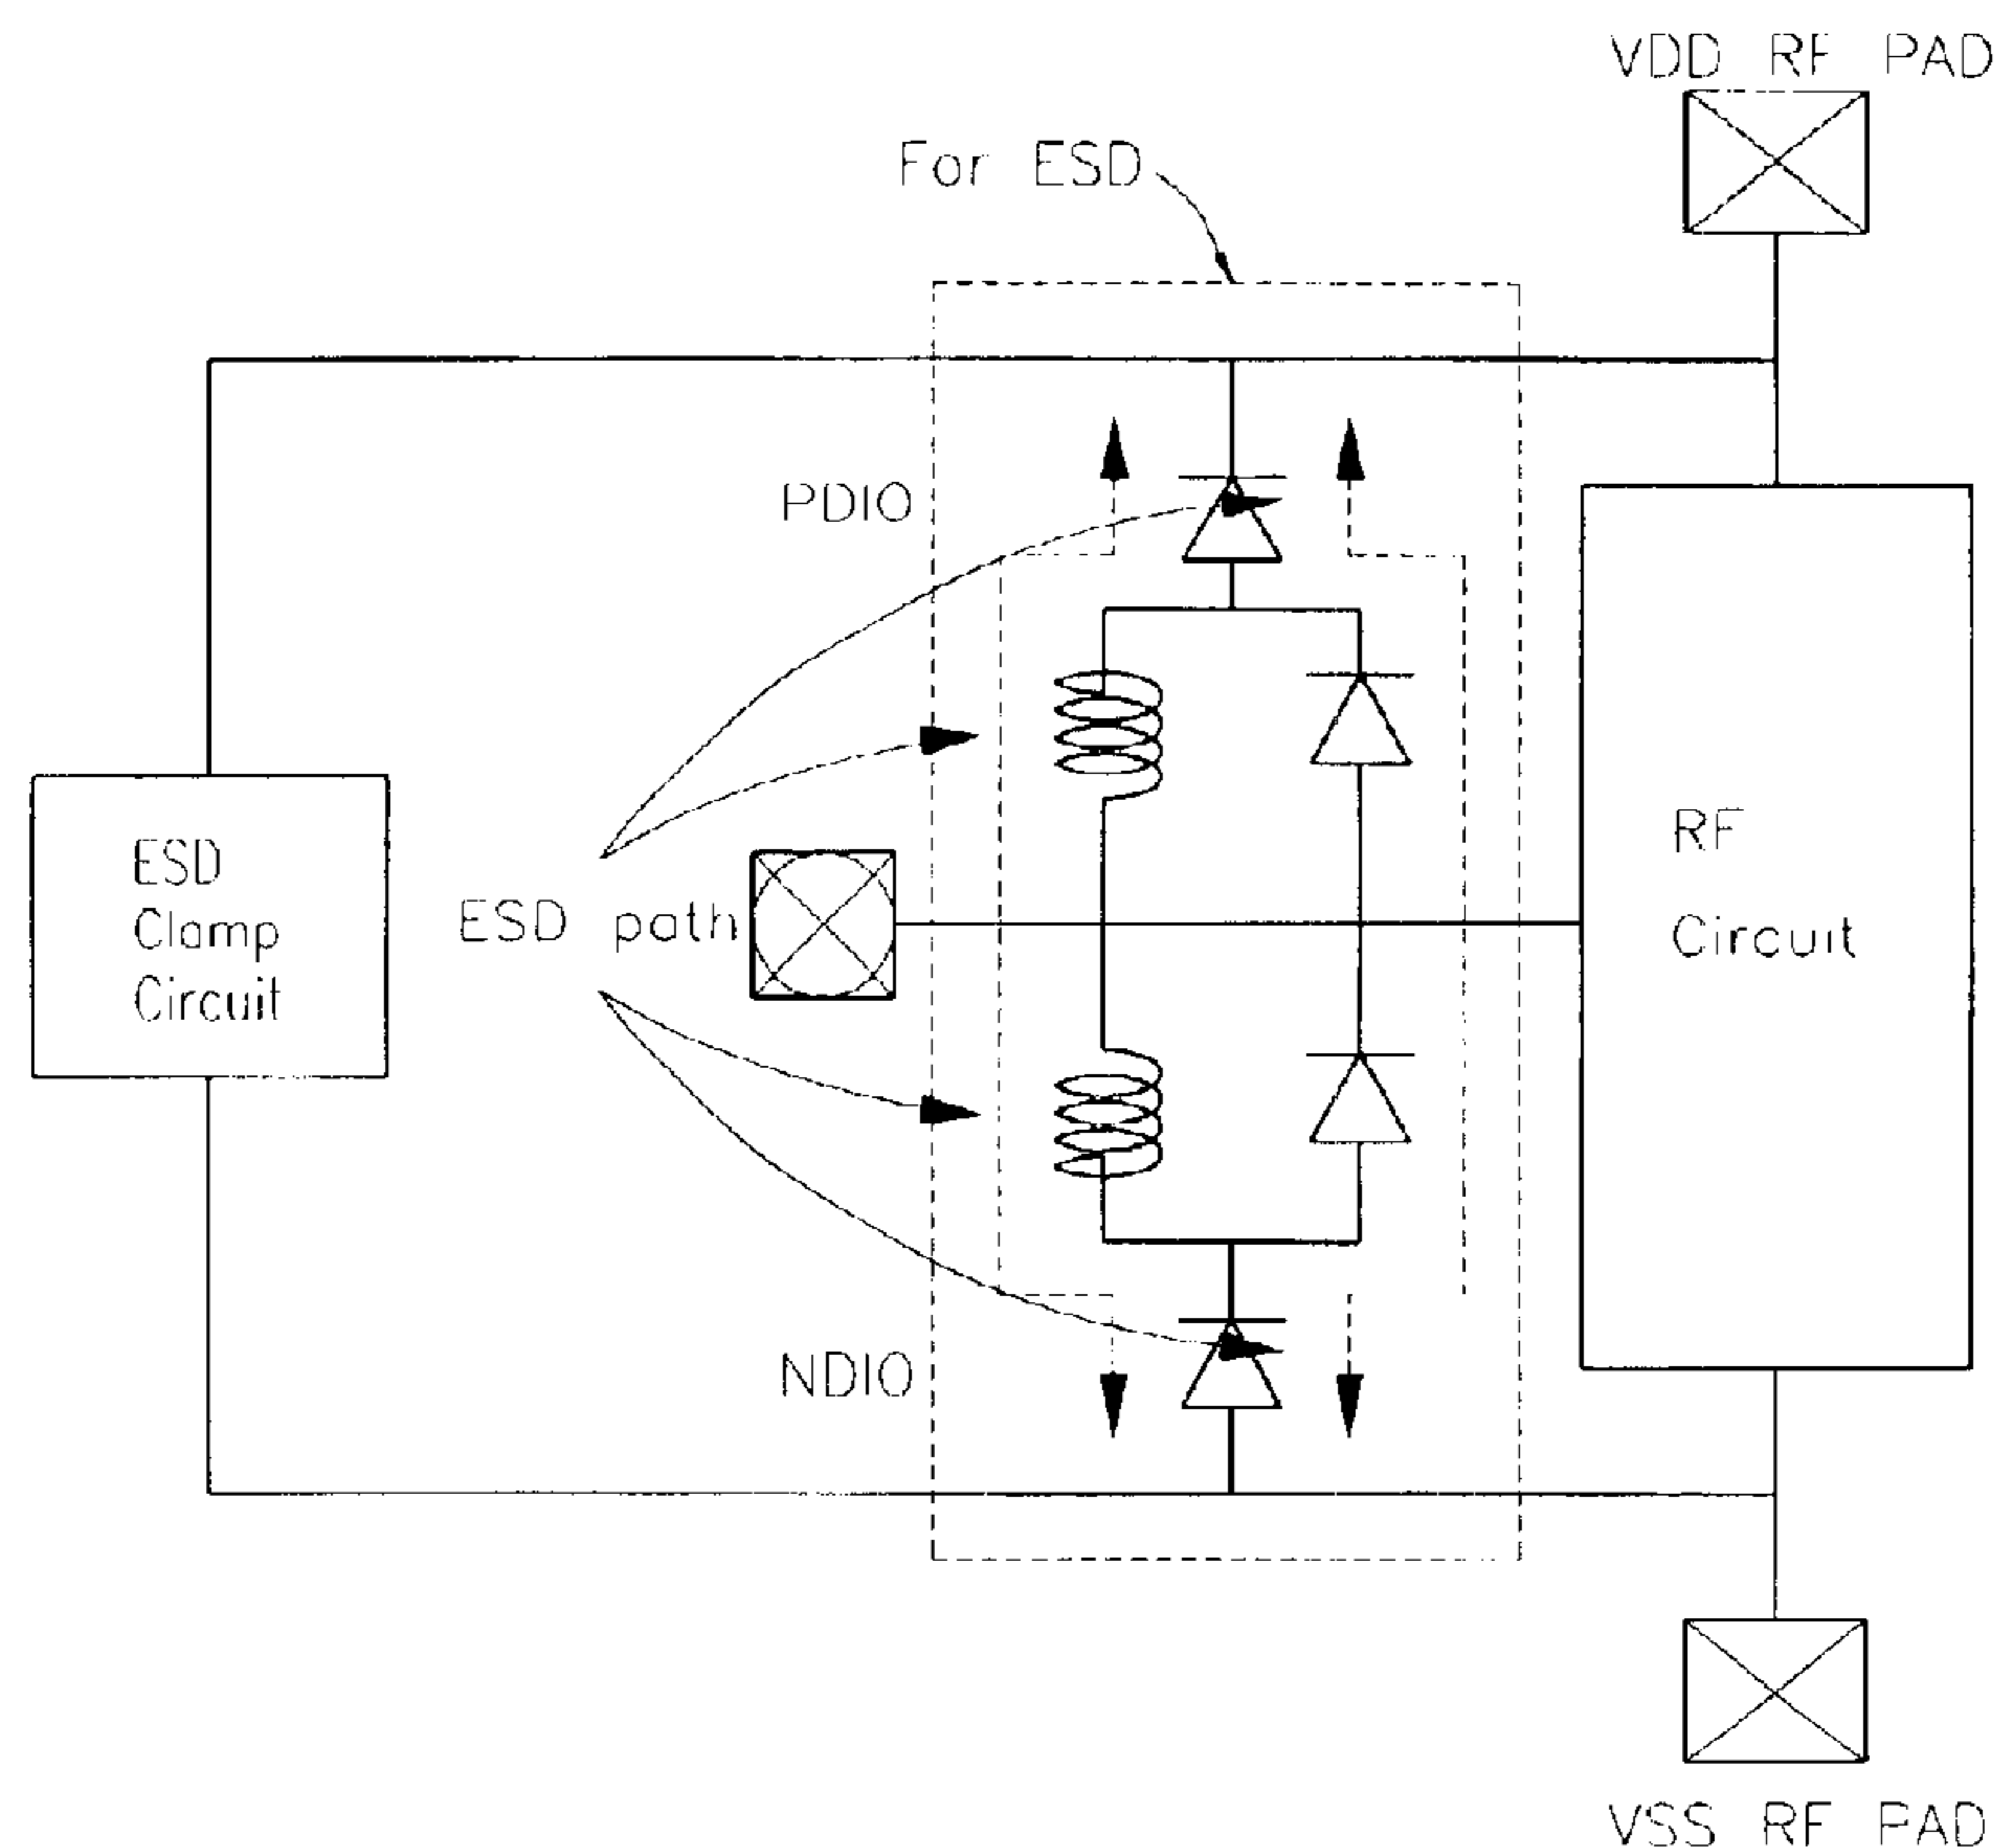 VDD RF PAD
For ESD
PDIO
ESD
Clamp
Circuit
ESD path
RF
Circuit
NDIO
VSS RF PAD